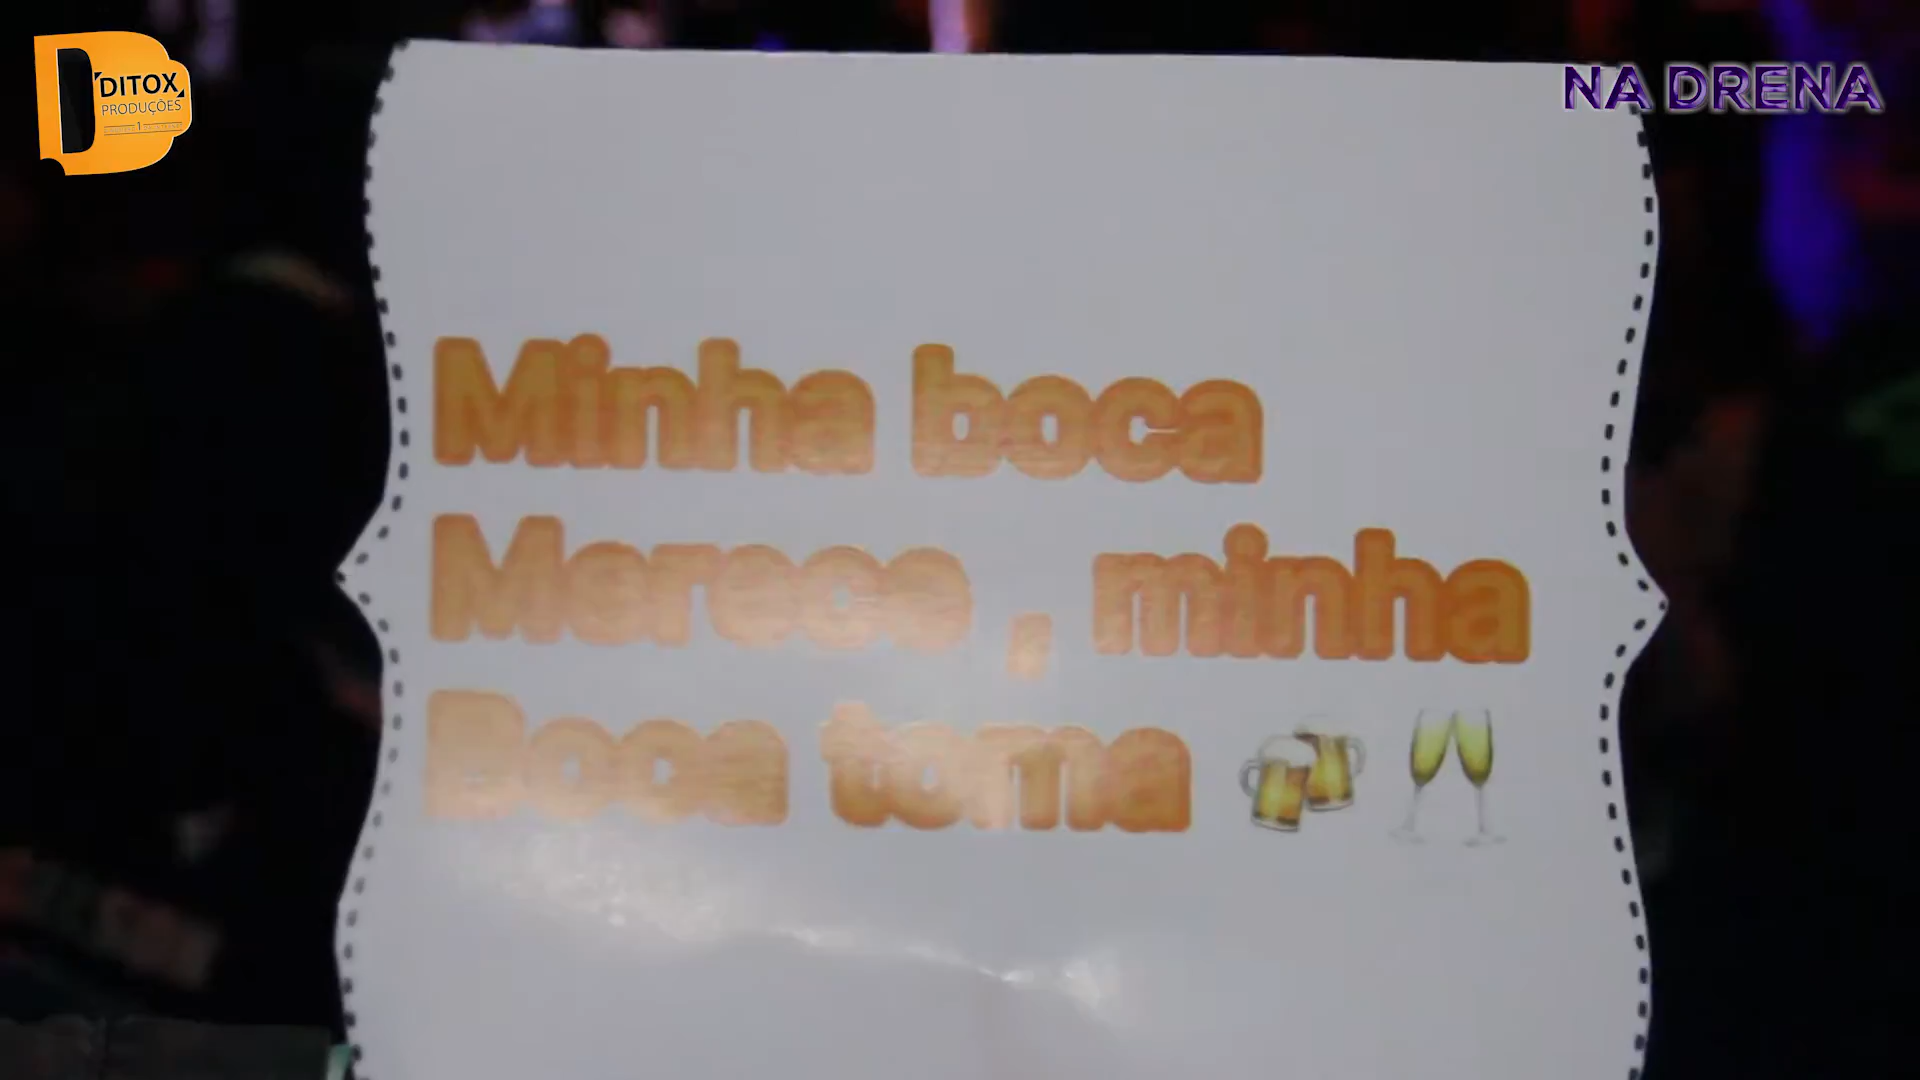 DITOX
PRODUÇÕES
NA DRENA
Minha boca
Merece , minha
Boca toma 🍻 🥂